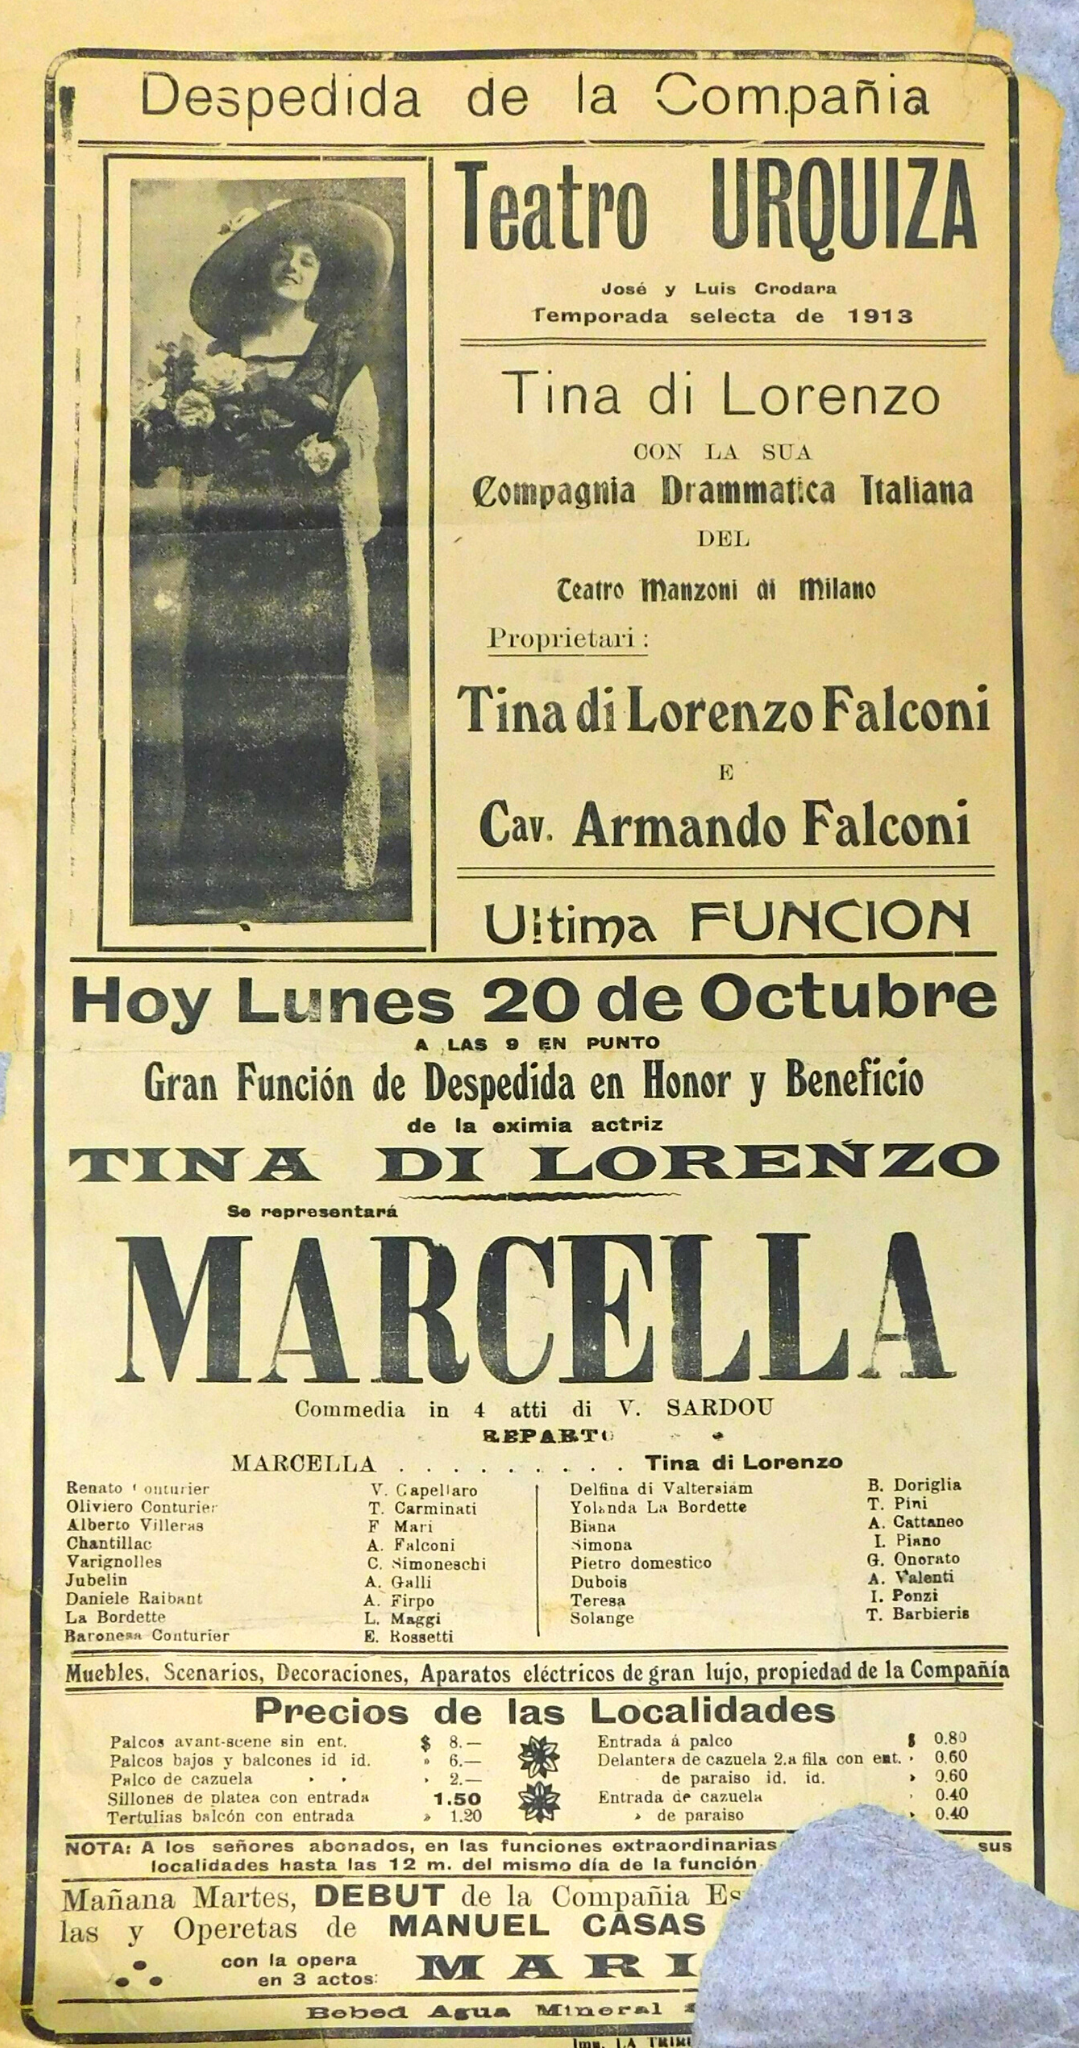 Despedida de la Compañia
Teatro URQUIZA
José y Luis Crodara
Temporada selecta de 1913
Tina di Lorenzo
CON LA SUA
Compagnia Drammatica Italiana
DEL
Teatro Manzoni di Milano
Proprietari:
Tina di Lorenzo Falconi
E
Cav. Armando Falconi
Ultima FUNCION
Hoy Lunes 20 de Octubre
A LAS 9 EN PUNTO
Gran Función de Despedida en Honor y Beneficio
de la eximia actriz
TINA DI LORENZO
Se representará
MARCELLA
Commedia in 4 atti di V. SARDOU
REPARTO
MARCELLA . . . . . . . . . . Tina di Lorenzo
Renato Conturier V. Capellaro
Oliviero Conturier T. Carminati
Alberto Villeras F Mari
Chantillac A. Falconi
Varignolles C. Simoneschi
Jubelin A. Galli
Daniele Raibant A. Firpo
La Bordette L. Maggi
Baronesa Conturier E. Rossetti
Delfina di Valtersiam B. Doriglia
Yolanda La Bordette T. Pini
Biana A. Cattaneo
Simona I. Piano
Pietro domestico G. Onorato
Dubois A. Valenti
Teresa I. Ponzi
Solange T. Barbieris
Muebles, Scenarios, Decoraciones, Aparatos eléctricos de gran lujo, propiedad de la Compañía
Precios de las Localidades
Palcos avant-scene sin ent. $ 8.—
Palcos bajos y balcones id id. » 6.—
Palco de cazuela » » » 2.—
Sillones de platea con entrada 1.50
Tertulias balcón con entrada » 1.20
Entrada á palco $ 0.80
Delantera de cazuela 2.a fila con ent. » 0.60
de paraiso id. id. » 0.60
Entrada de cazuela 0.40
» de paraiso » 0.40
NOTA: A los señores abonados, en las funciones extraordinarias sus
localidades hasta las 12 m. del mismo día de la función.
Mañana Martes, DEBUT de la Compañia Es
las y Operetas de MANUEL CASAS
con la opera
en 3 actos: MARI
Bebed Agua Mineral
Imp. LA TRIBU